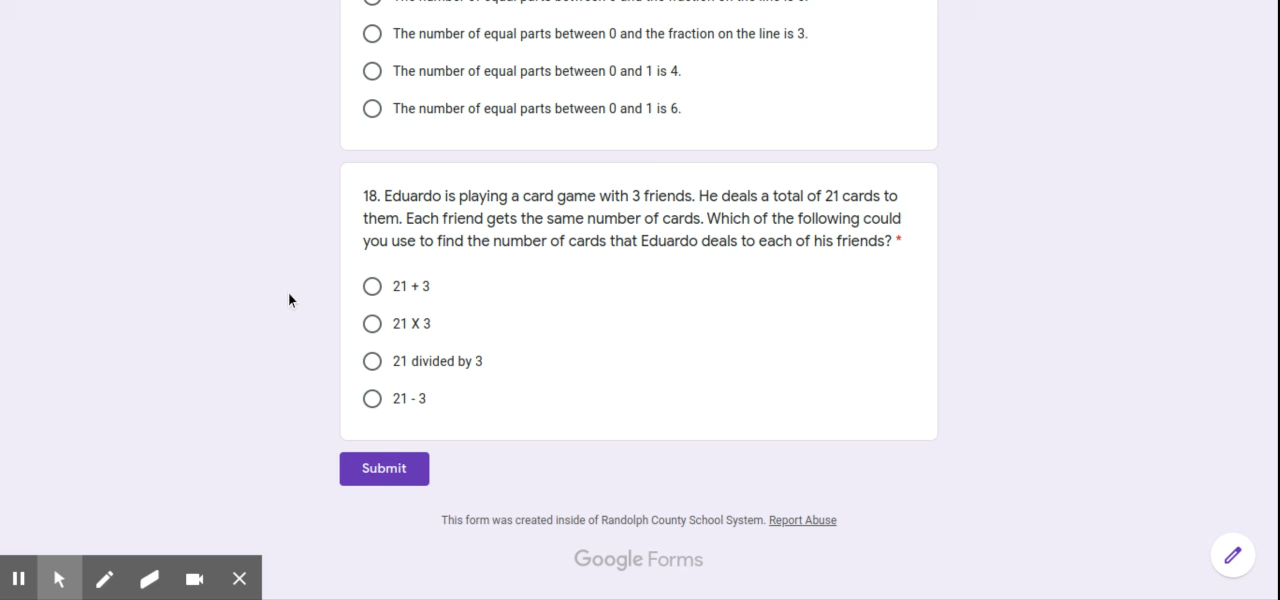 The number of equal parts between 0 and the fraction on the line is 3.
The number of equal parts between 0 and 1 is 4.
The number of equal parts between 0 and 1 is 6.
18. Eduardo is playing a card game with 3 friends. He deals a total of 21 cards to
them. Each friend gets the same number of cards. Which of the following could
you use to find the number of cards that Eduardo deals to each of his friends? *
21 + 3
21 X 3
21 divided by 3
21 - 3
Submit
This form was created inside of Randolph County School System. Report Abuse
Google Forms